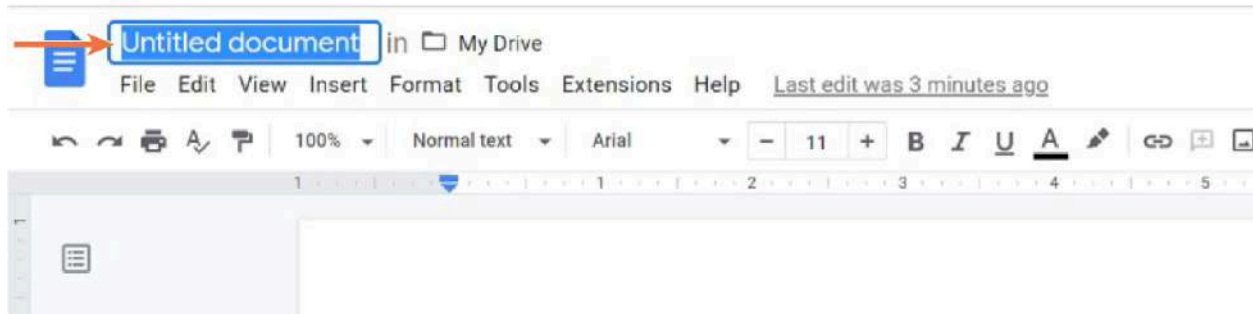 Untitled document in My Drive
File Edit View Insert Format Tools Extensions Help Last edit was 3 minutes ago
100% Normal text Arial - 11 + B I U A
1 1 2 3 4 5
1